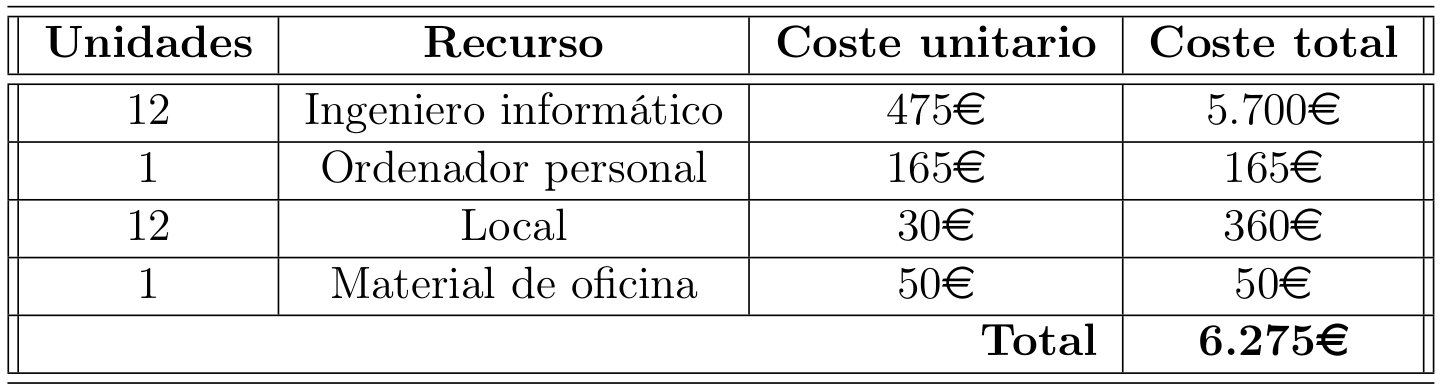 Unidades Recurso Coste unitario Coste total
12 Ingeniero informático 475€ 5.700€
1 Ordenador personal 165€ 165€
12 Local 30€ 360€
1 Material de oficina 50€ 50€
Total 6.275€